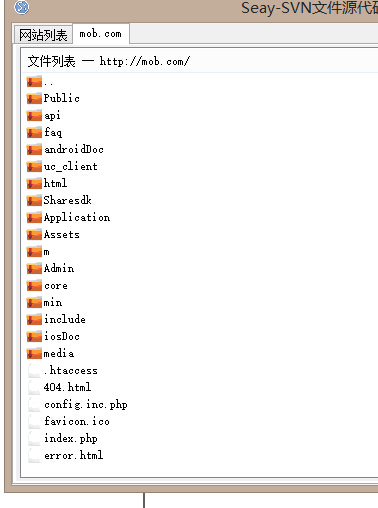 Seay-SVN文件源代码
网站列表 mob.com
文件列表 — http://mob.com/
..
Public
api
faq
androidDoc
uc_client
html
Sharesdk
Application
Assets
m
Admin
core
min
include
iosDoc
media
.htaccess
404.html
config.inc.php
favicon.ico
index.php
error.html